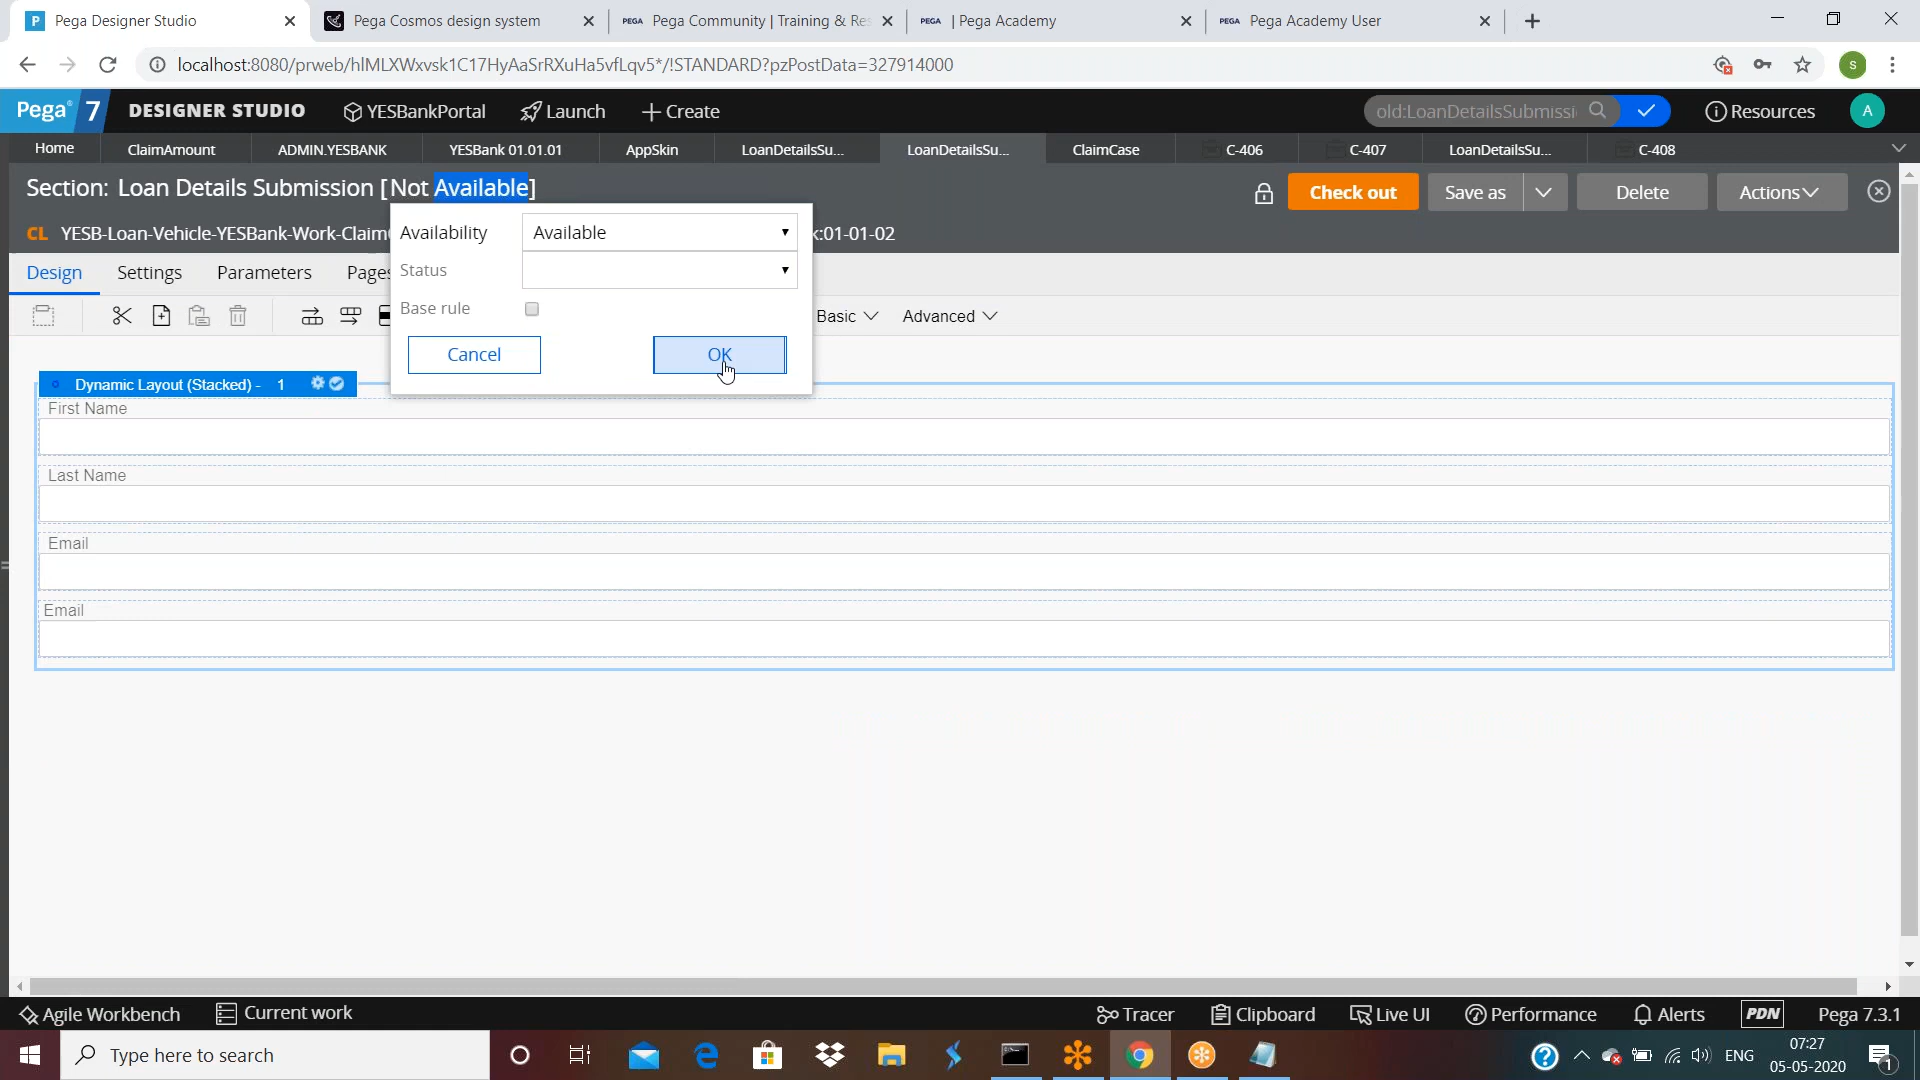 Pega Designer Studio
Pega Cosmos design system
PEGA Pega Community | Training & Res
PEGA | Pega Academy
PEGA Pega Academy User
localhost:8080/prweb/hIMLXWxvsk1C17HyAaSrRXuHa5vfLqv5*/!STANDARD?pzPostData=327914000
S
Pega 7 DESIGNER STUDIO YESBankPortal Launch Create
old:LoanDetailsSubmissi
Resources
A
Home ClaimAmount ADMIN.YESBANK YESBank 01.01.01 AppSkin LoanDetailsSu... LoanDetailsSu... ClaimCase C-406 C-407 LoanDetailsSu... C-408
Section: Loan Details Submission [Not Available]
Check out Save as Delete Actions
CL YESB-Loan-Vehicle-YESBank-Work-Claim
:01-01-02
Availability Available
Status
Base rule
Cancel OK
Design Settings Parameters Pages
Basic Advanced
Dynamic Layout (Stacked) - 1
First Name
Last Name
Email
Email
Agile Workbench Current work
Tracer Clipboard Live UI Performance Alerts PDN Pega 7.3.1
Type here to search
ENG
07:27
05-05-2020
1